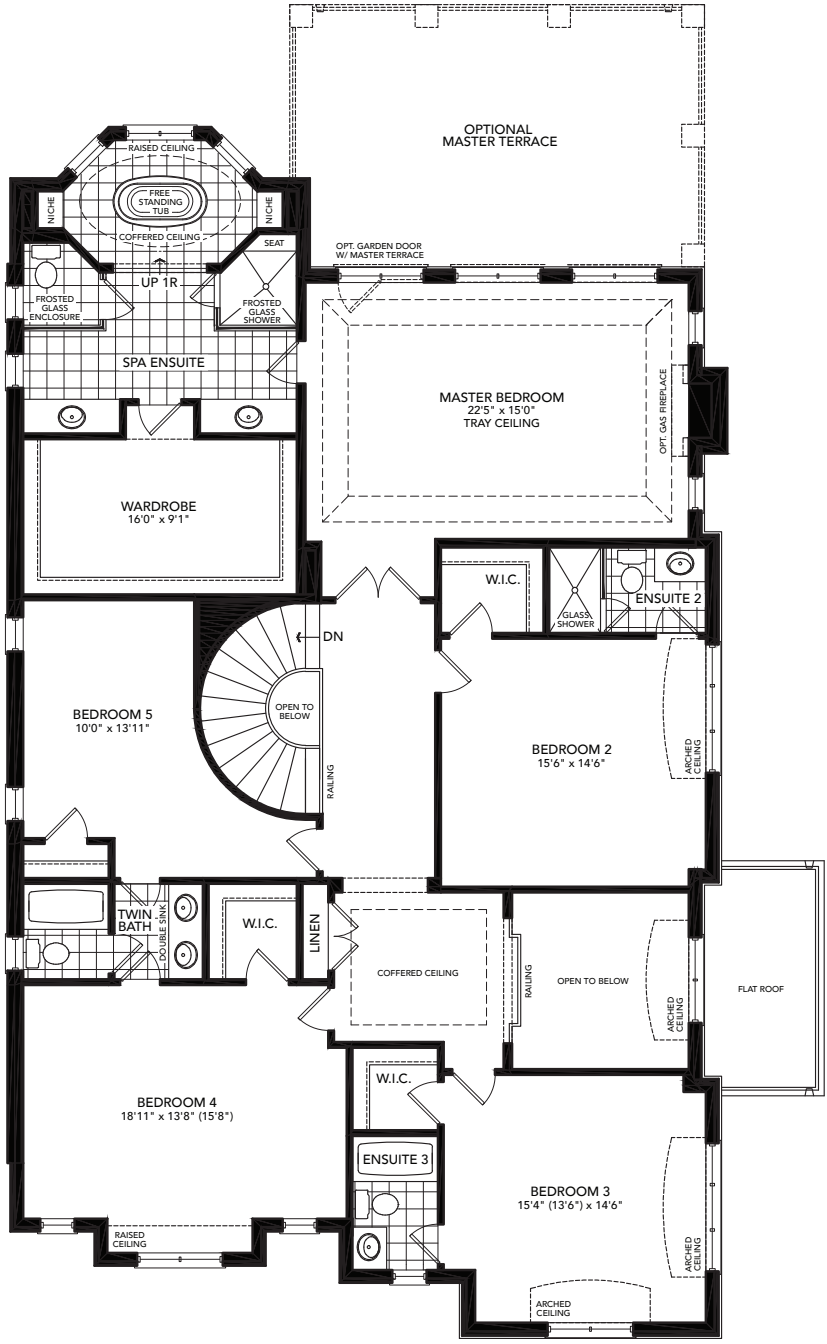 OPTIONAL
MASTER TERRACE
RAISED CEILING
FREE
STANDING
TUB
NICHE
NICHE
COFFERED CEILING
SEAT
OPT. GARDEN DOOR
W/ MASTER TERRACE
UP 1R
FROSTED
GLASS
ENCLOSURE
FROSTED
GLASS
SHOWER
SPA ENSUITE
MASTER BEDROOM
22'5" x 15'0"
TRAY CEILING
OPT. GAS FIREPLACE
WARDROBE
16'0" x 9'1"
W.I.C.
GLASS
SHOWER
ENSUITE 2
DN
OPEN TO
BELOW
RAILING
BEDROOM 5
10'0" x 13'11"
BEDROOM 2
15'6" x 14'6"
ARCHED
CEILING
TWIN
BATH
DOUBLE SINK
W.I.C.
LINEN
COFFERED CEILING
RAILING
OPEN TO BELOW
ARCHED
CEILING
FLAT ROOF
W.I.C.
BEDROOM 4
18'11" x 13'8" (15'8")
ENSUITE 3
BEDROOM 3
15'4" (13'6") x 14'6"
ARCHED
CEILING
RAISED
CEILING
ARCHED
CEILING